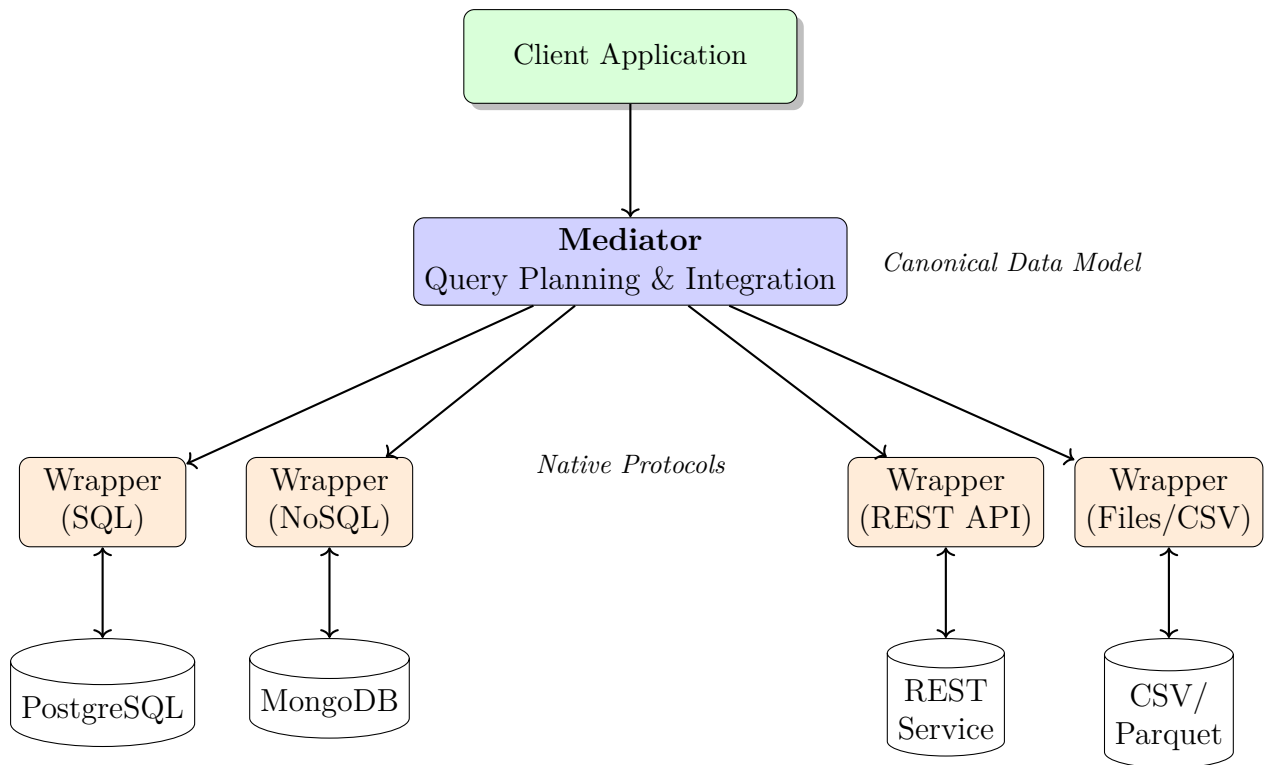 Client Application
Mediator
Query Planning & Integration
Canonical Data Model
Native Protocols
Wrapper
(SQL)
Wrapper
(NoSQL)
Wrapper
(REST API)
Wrapper
(Files/CSV)
PostgreSQL
MongoDB
REST
Service
CSV/
Parquet